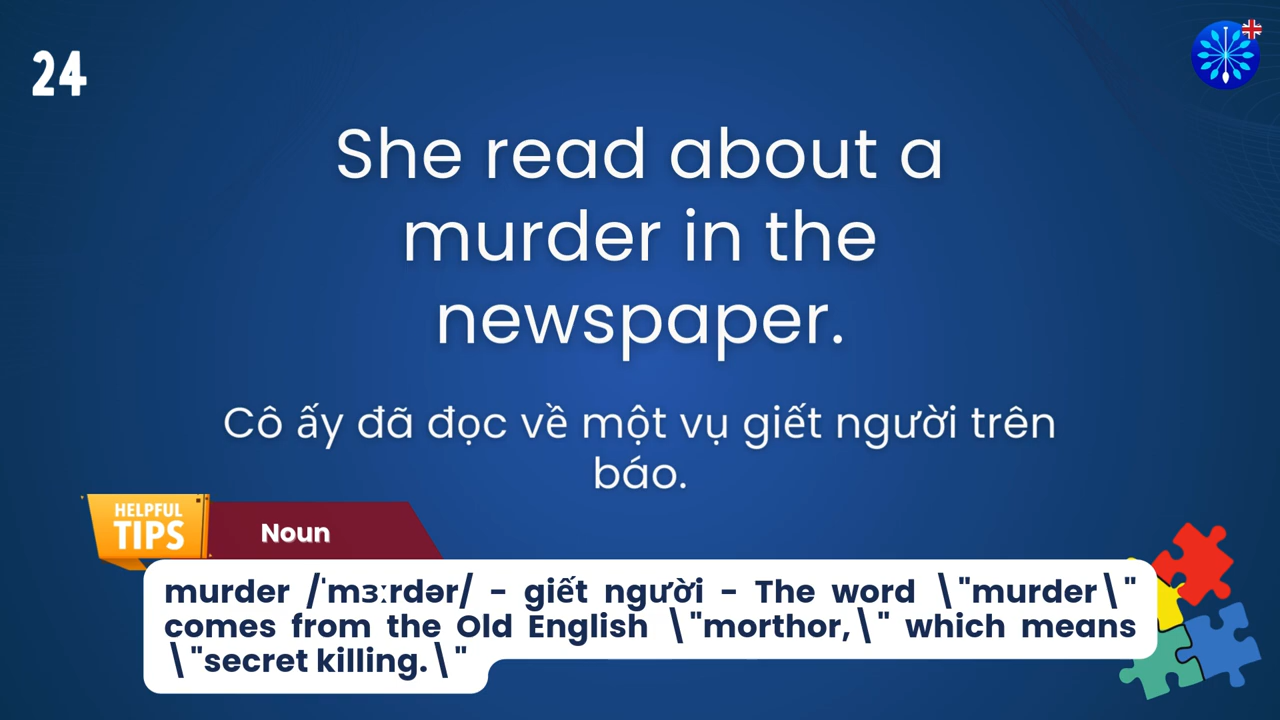 24
She read about a
murder in the
newspaper.
Cô ấy đã đọc về một vụ giết người trên
báo.
HELPFUL
TIPS
Noun
murder /ˈmɜːrdər/ - giết người - The word \"murder\"
comes from the Old English \"morthor,\" which means
\"secret killing.\"